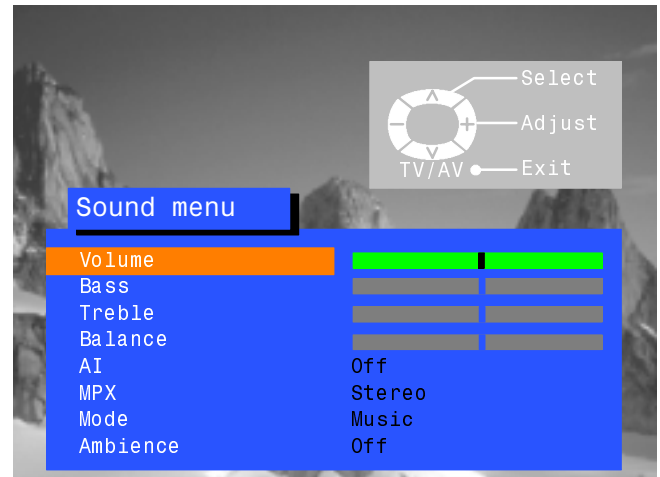 Select
Adjust
TV/AV Exit
Sound menu
Volume
Bass
Treble
Balance
AI Off
MPX Stereo
Mode Music
Ambience Off